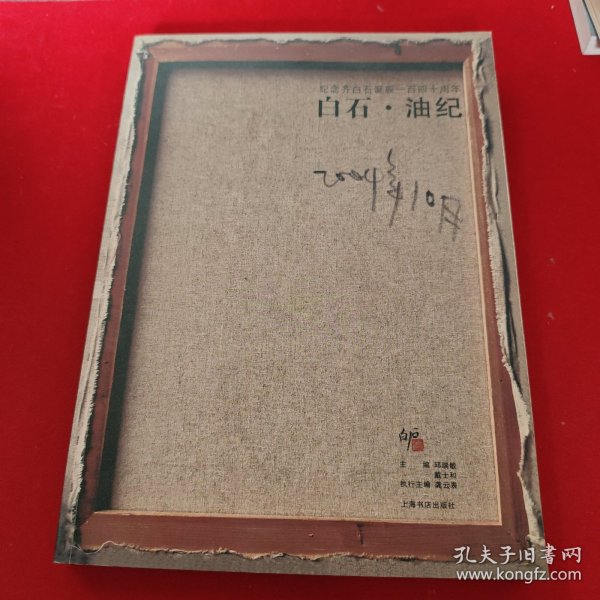 纪念齐白石诞辰一百四十周年
白石·油纪
2004年10月
白石
主 编 邱瑞敏
戴士和
执行主编 龚云表
上海书店出版社
孔夫子旧书网
www.kongfz.com